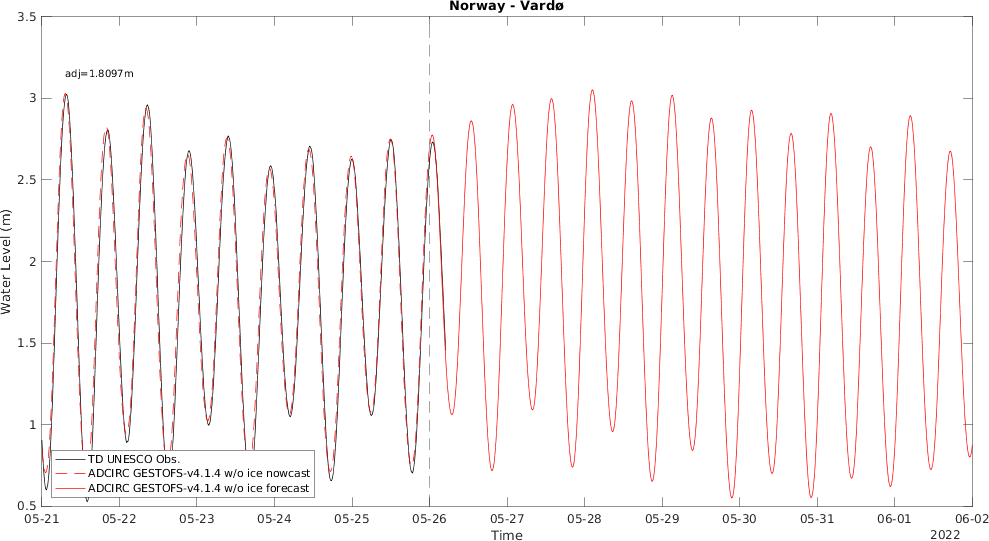 Norway - Vardø
adj=1.8097m
3.5
3
2.5
2
1.5
1
0.5
Water Level (m)
TD UNESCO Obs.
ADCIRC GESTOFS-v4.1.4 w/o ice nowcast
ADCIRC GESTOFS-v4.1.4 w/o ice forecast
05-21 05-22 05-23 05-24 05-25 05-26 05-27 05-28 05-29 05-30 05-31 06-01 06-02
Time
2022